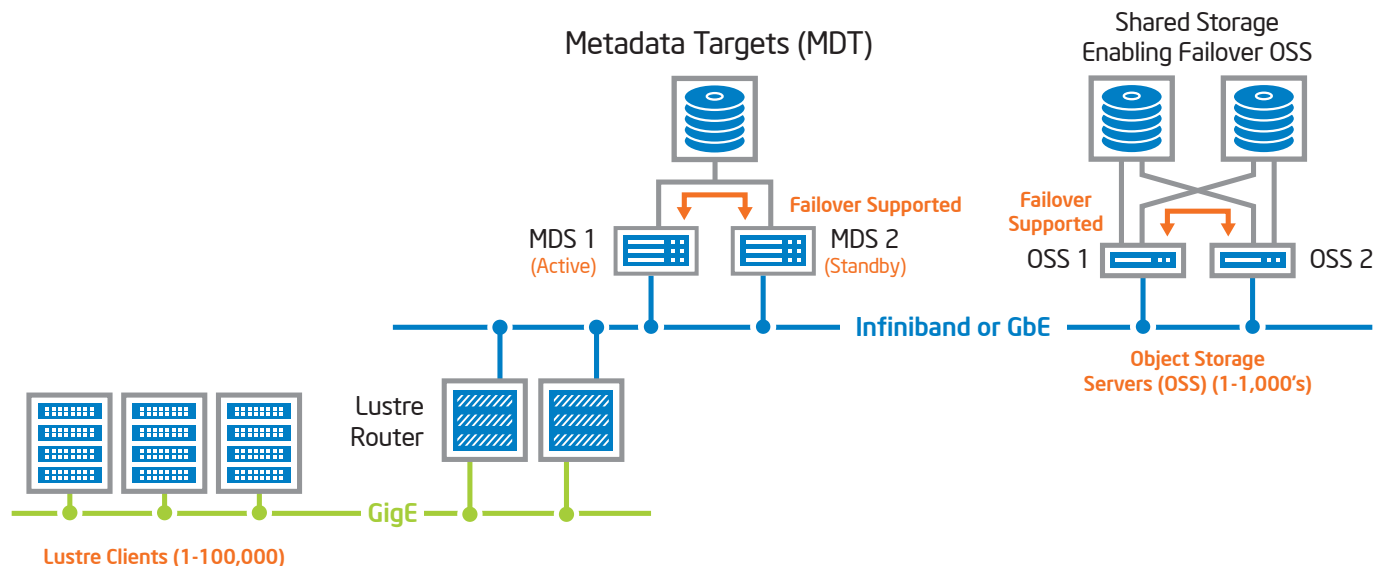 Metadata Targets (MDT)
Shared Storage
Enabling Failover OSS
Failover Supported
MDS 1
(Active)
MDS 2
(Standby)
Failover
Supported
OSS 1
OSS 2
Infiniband or GbE
Object Storage
Servers (OSS) (1-1,000's)
Lustre
Router
GigE
Lustre Clients (1-100,000)